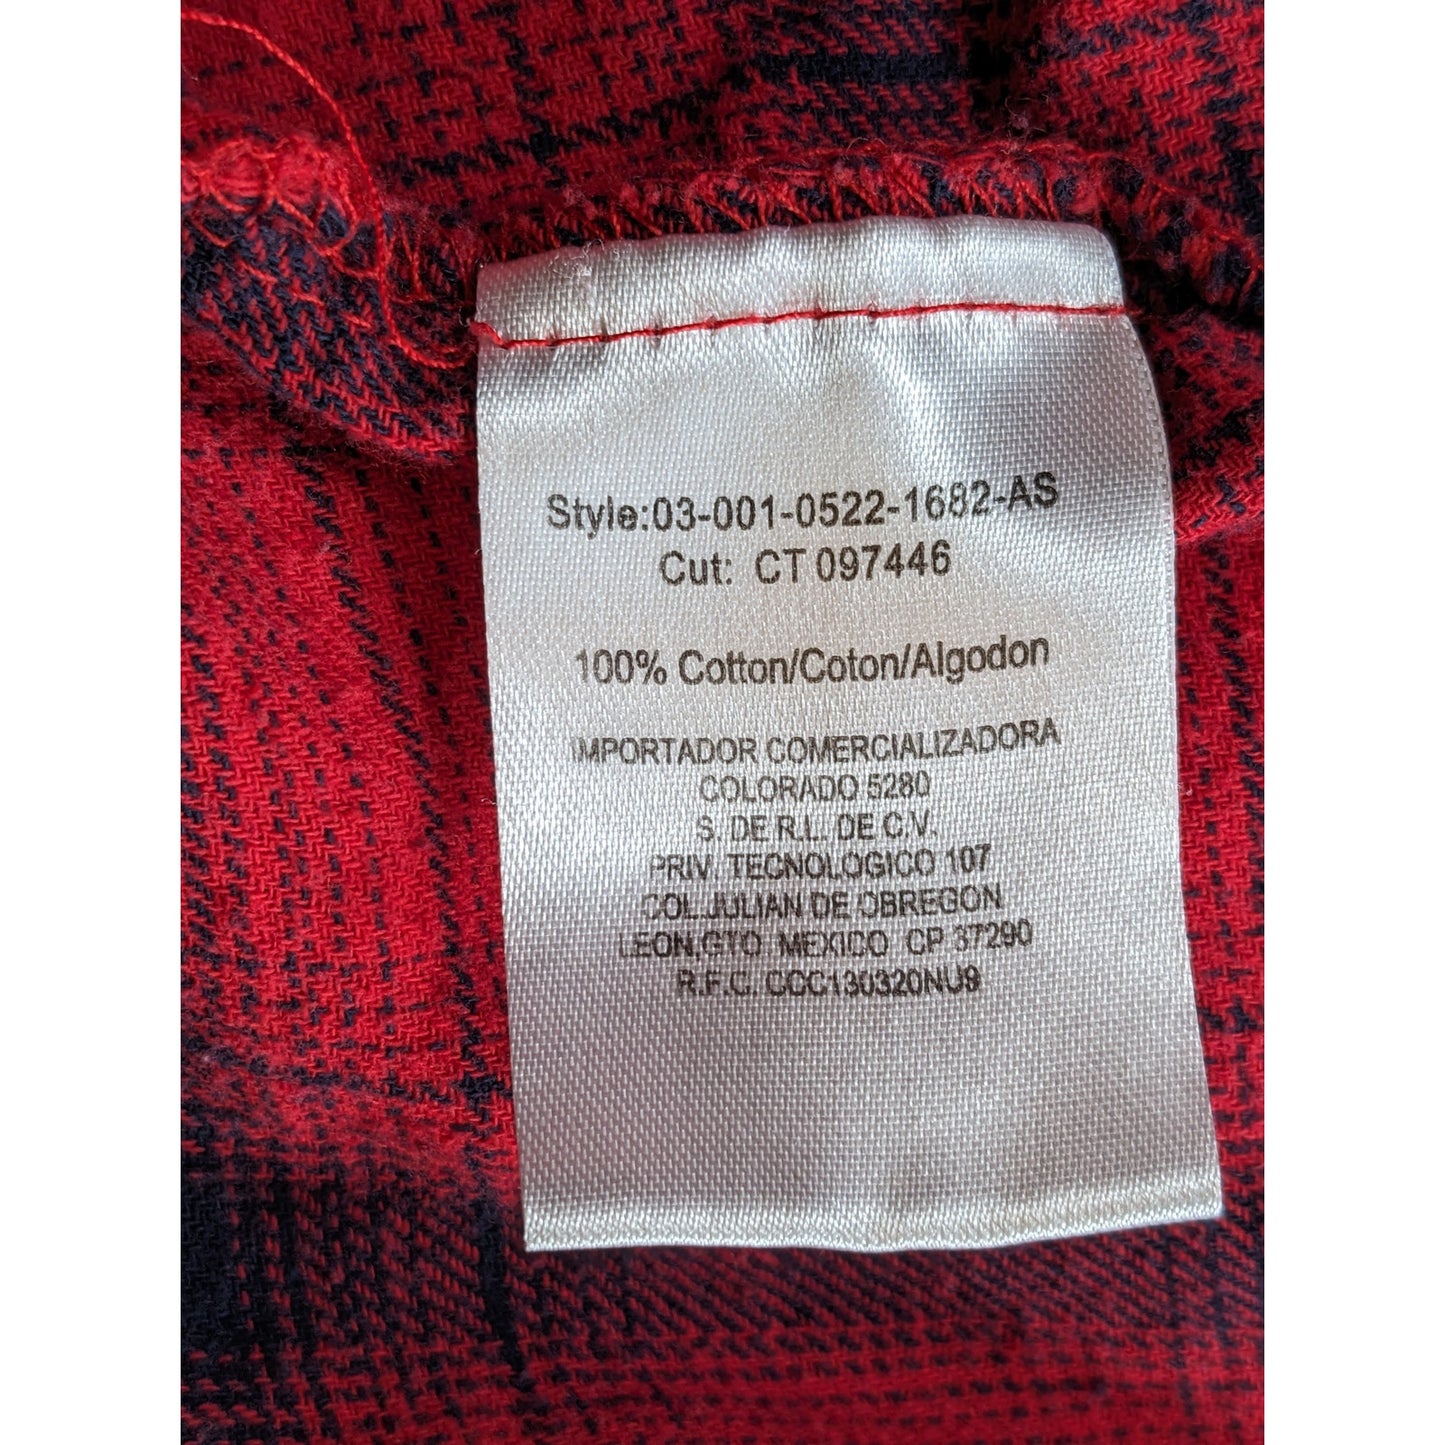 Style:03-001-0522-1682-AS
Cut: CT 097446
100% Cotton/Coton/Algodon
IMPORTADOR COMERCIALIZADORA
COLORADO 5280
S. DE R.L. DE C.V.
PRIV. TECNOLOGICO 107
COL.JULIAN DE OBREGON
LEON,GTO MEXICO CP 37290
R.F.C. CCC130320NU9